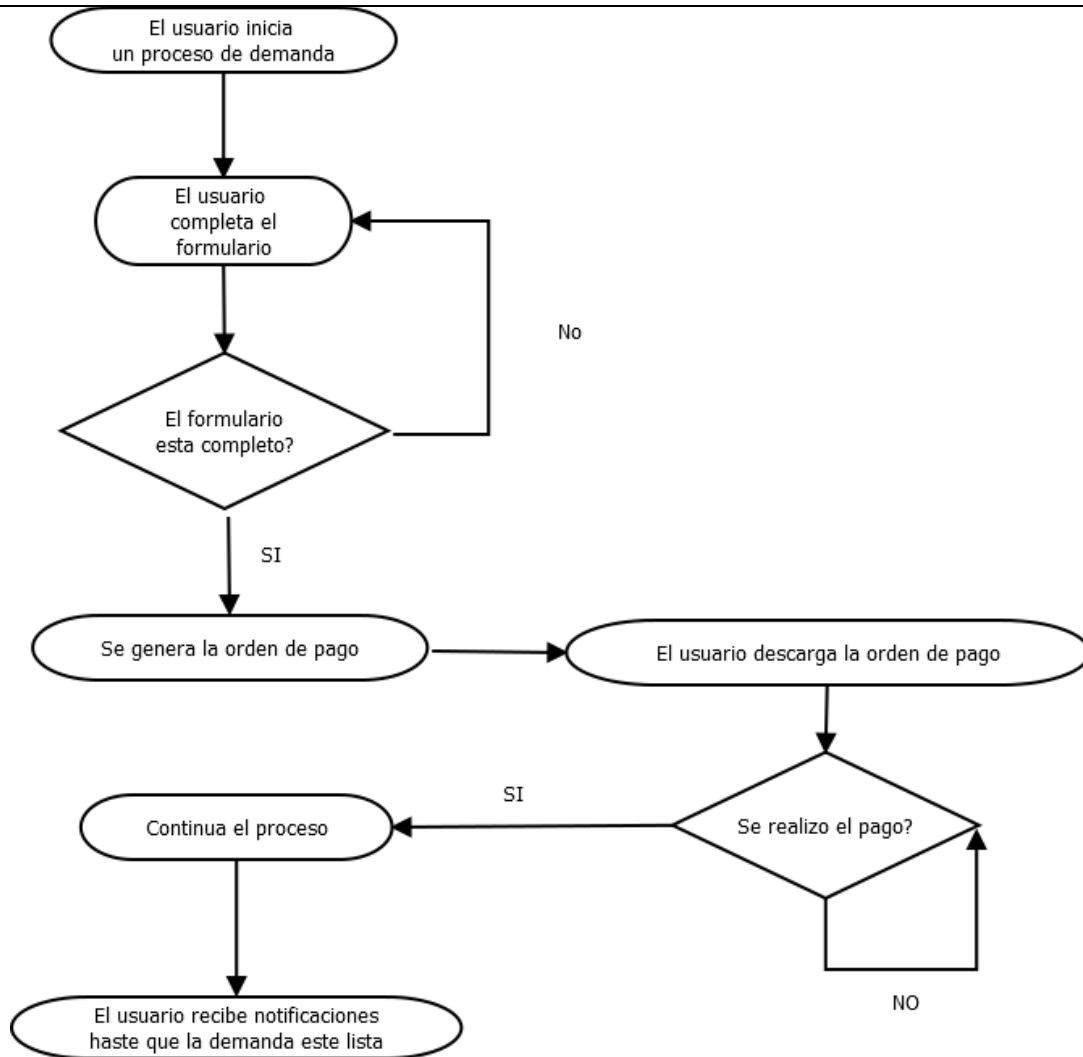 El usuario inicia
un proceso de demanda
El usuario
completa el
formulario
No
El formulario
esta completo?
SI
Se genera la orden de pago
El usuario descarga la orden de pago
SI
Continua el proceso
Se realizo el pago?
NO
El usuario recibe notificaciones
haste que la demanda este lista